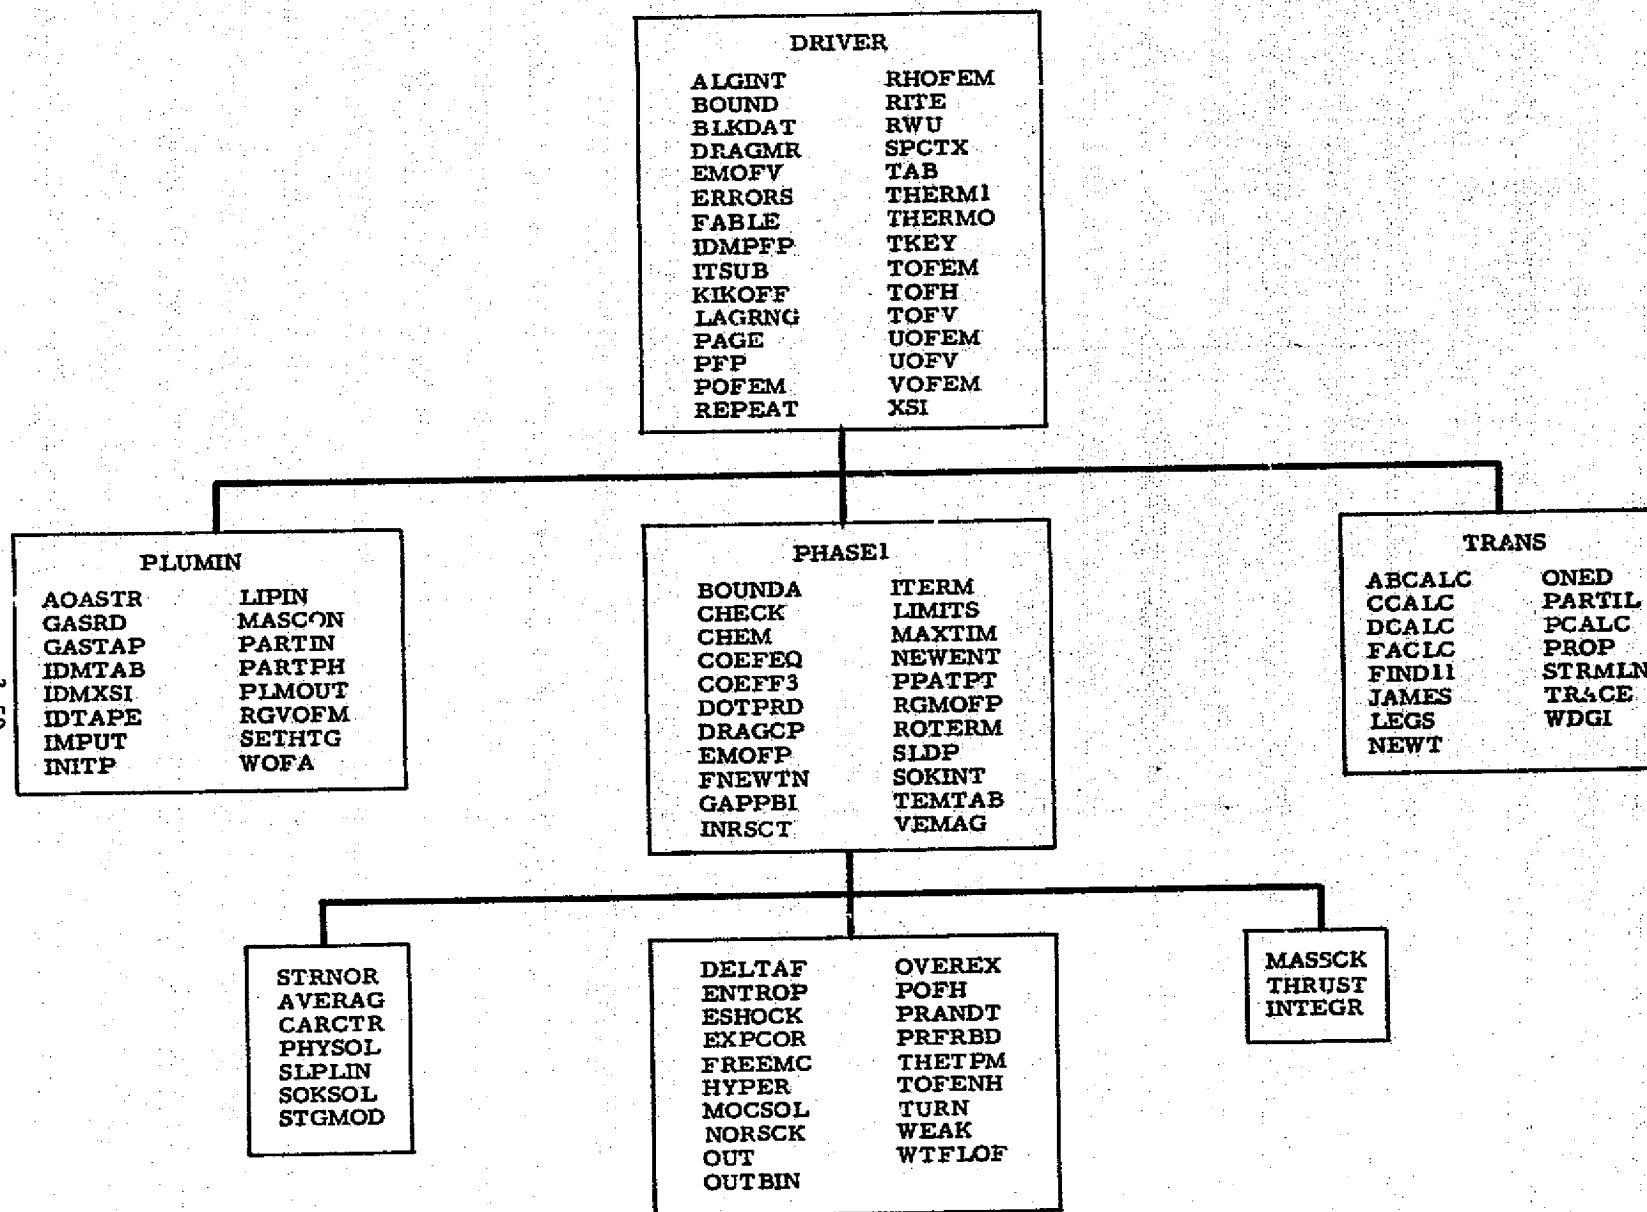 DRIVER
ALGINT RHOFEM
BOUND RITE
BLKDAT RWU
DRAGMR SPCTX
EMOFV TAB
ERRORS THERM1
FABLE THERMO
IDMPFP TKEY
ITSUB TOFEM
KIKOFF TOFH
LAGRNG TOFV
PAGE UOFEM
PFP UOFV
POFEM VOFEM
REPEAT XSI
PLUMIN
AOASTR LIPIN
GASRD MASCON
GASTAP PARTIN
IDMTAB PARTPH
IDMXSI PLMOUT
IDTAPE RGVOFM
IMPUT SETHTG
INITP WOFA
PHASE1
BOUNDA ITERM
CHECK LIMITS
CHEM MAXTIM
COEFEQ NEWENT
COEFF3 PPATPT
DOTPRD RGMOFP
DRAGCP ROTERM
EMOFP SLDP
FNEWTN SOKINT
GAPPBI TEMTAB
INRSCT VEMAG
TRANS
ABCALC ONED
CCALC PARTIL
DCALC PCALC
FACLC PROP
FIND11 STRMLN
JAMES TRACE
LEGS WDGI
NEWT
STRNOR
AVERAG
CARCTR
PHYSOL
SLPLIN
SOKSOL
STGMOD
DELTAF OVEREX
ENTROP POFH
ESHOCK PRANDT
EXPCOR PRFRBD
FREEMC THETPM
HYPER TOFENH
MOCSOL TURN
NORSCK WEAK
OUT WTFLOF
OUTBIN
MASSCK
THRUST
INTEGR